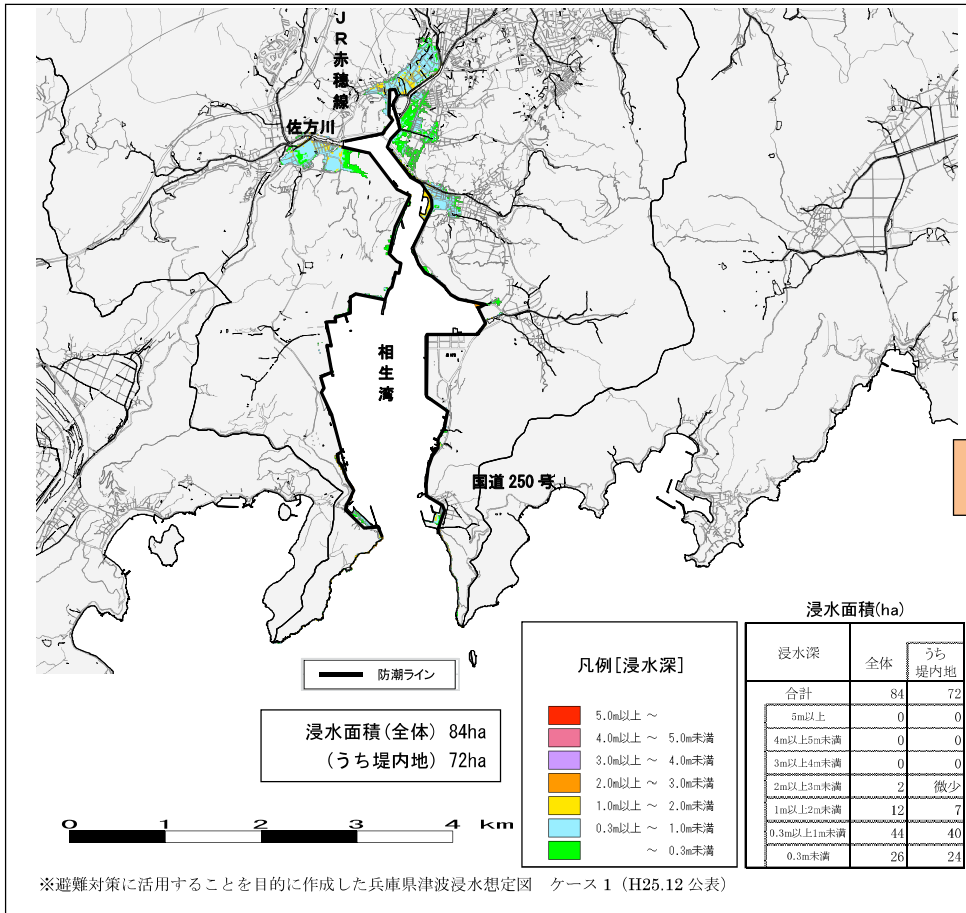 JR赤穂線
佐方川
相生湾
国道250号
防潮ライン
浸水面積(全体) 84ha
(うち堤内地) 72ha
0 1 2 3 4 km
凡例[浸水深]
5.0m以上 ～
4.0m以上 ～ 5.0m未満
3.0m以上 ～ 4.0m未満
2.0m以上 ～ 3.0m未満
1.0m以上 ～ 2.0m未満
0.3m以上 ～ 1.0m未満
～ 0.3m未満
浸水面積(ha)
浸水深 全体 うち堤内地
合計 84 72
5m以上 0 0
4m以上5m未満 0 0
3m以上4m未満 0 0
2m以上3m未満 2 微少
1m以上2m未満 12 7
0.3m以上1m未満 44 40
0.3m未満 26 24
※避難対策に活用することを目的に作成した兵庫県津波浸水想定図 ケース1（H25.12公表）